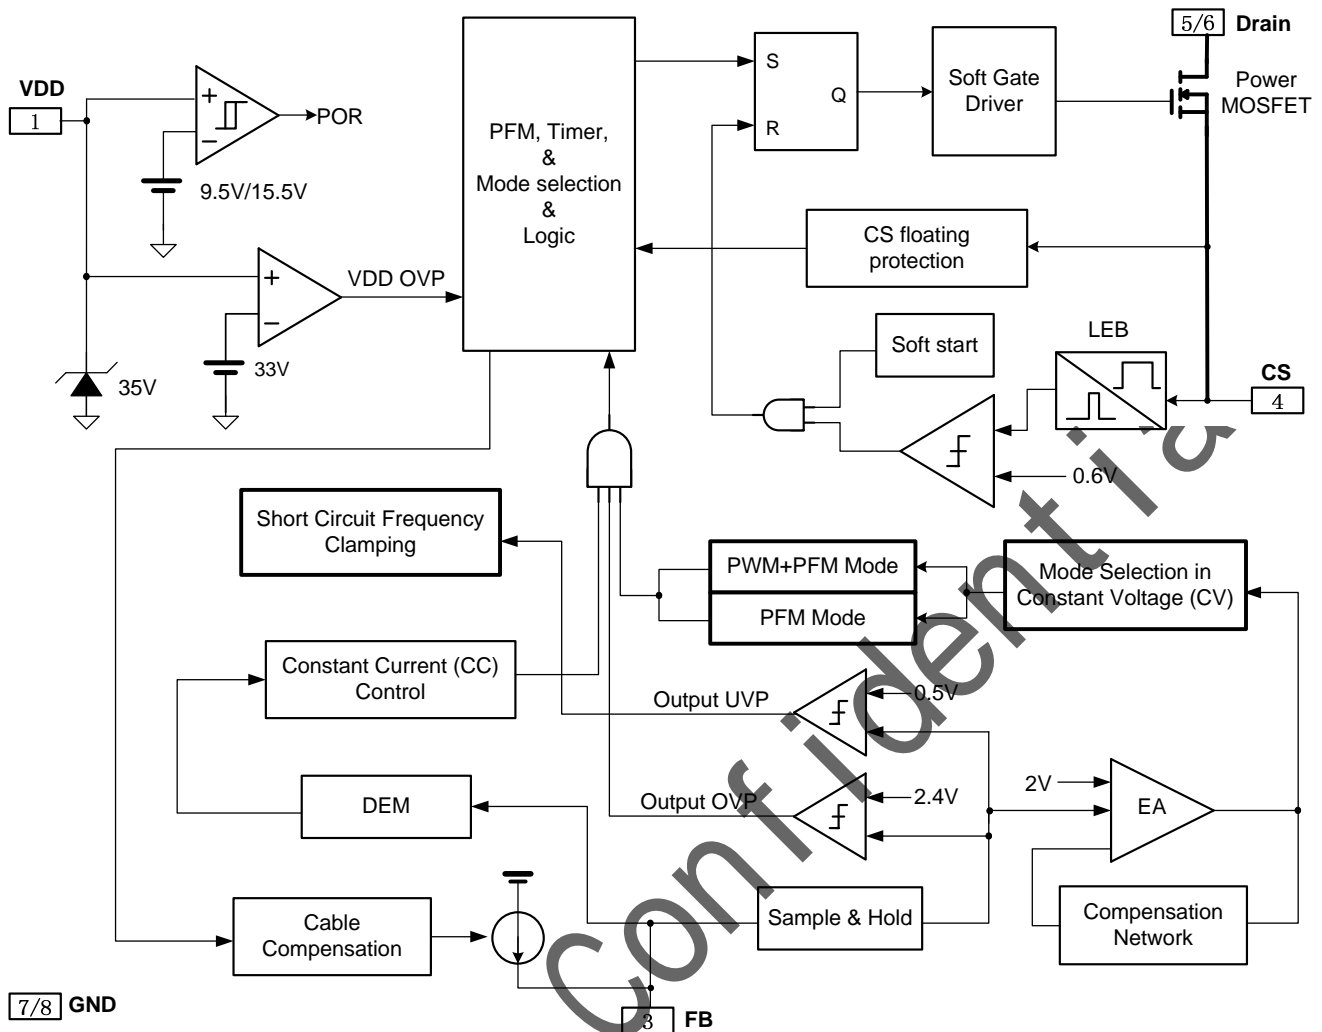 5/6 Drain
VDD
1
POR
9.5V/15.5V
VDD OVP
33V
35V
PFM, Timer,
&
Mode selection
&
Logic
S
R
Q
Soft Gate
Driver
Power
MOSFET
CS floating
protection
Soft start
LEB
CS
4
0.6V
Short Circuit Frequency
Clamping
PWM+PFM Mode
PFM Mode
Mode Selection in
Constant Voltage (CV)
Constant Current (CC)
Control
Output UVP
0.5V
DEM
Output OVP
2.4V
2V
EA
Cable
Compensation
Sample & Hold
Compensation
Network
7/8 GND
3 FB
Confidentia